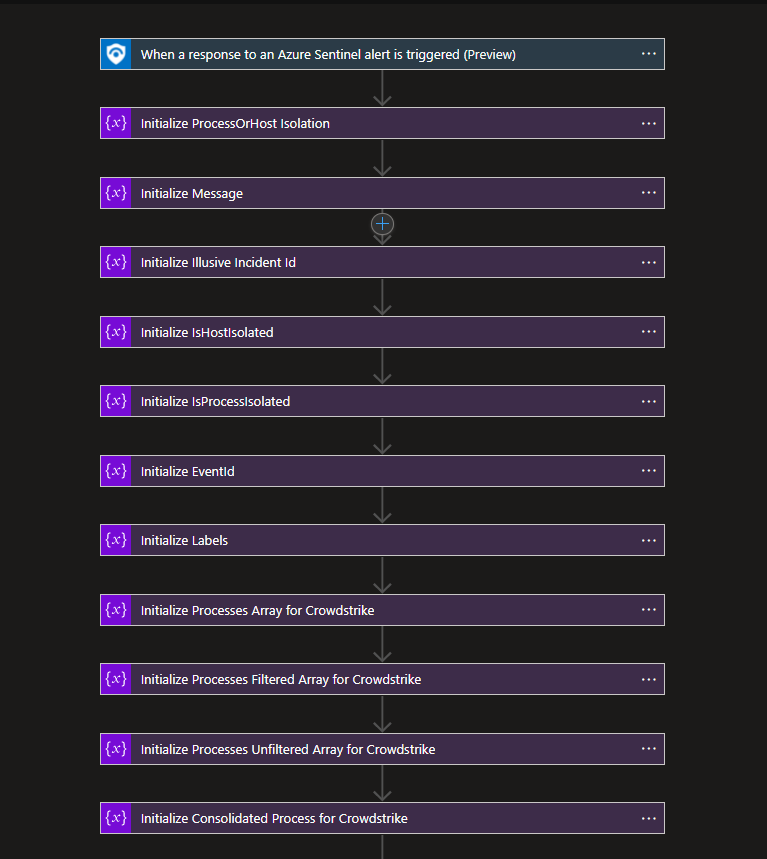 When a response to an Azure Sentinel alert is triggered (Preview)
{x} Initialize ProcessOrHost Isolation
{x} Initialize Message
{x} Initialize Illusive Incident Id
{x} Initialize IsHostIsolated
{x} Initialize IsProcessIsolated
{x} Initialize EventId
{x} Initialize Labels
{x} Initialize Processes Array for Crowdstrike
{x} Initialize Processes Filtered Array for Crowdstrike
{x} Initialize Processes Unfiltered Array for Crowdstrike
{x} Initialize Consolidated Process for Crowdstrike